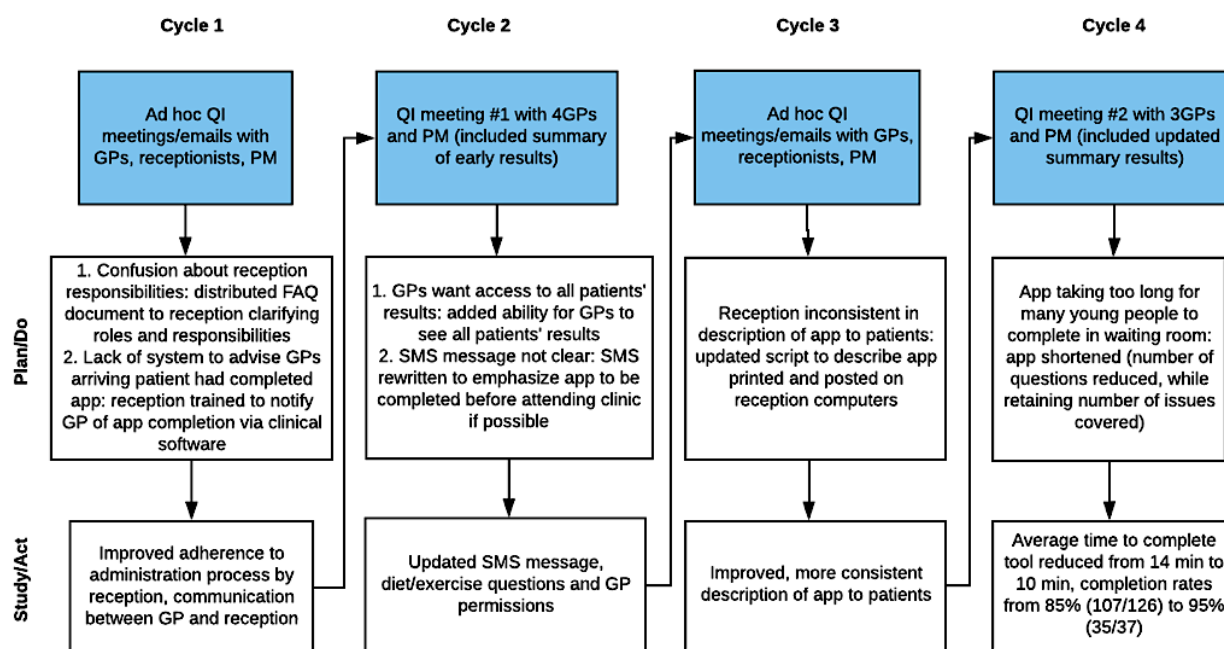 Cycle 1
Cycle 2
Cycle 3
Cycle 4
Ad hoc QI
meetings/emails with
GPs, receptionists, PM
QI meeting #1 with 4GPs
and PM (included summary
of early results)
Ad hoc QI
meetings/emails with GPs,
receptionists, PM
QI meeting #2 with 3GPs
and PM (included updated
summary results)
Plan/Do
1. Confusion about reception
responsibilities: distributed FAQ
document to reception clarifying
roles and responsibilities
2. Lack of system to advise GPs
arriving patient had completed
app: reception trained to notify
GP of app completion via clinical
software
1. GPs want access to all patients'
results: added ability for GPs to
see all patients' results
2. SMS message not clear: SMS
rewritten to emphasize app to be
completed before attending clinic
if possible
Reception inconsistent in
description of app to patients:
updated script to describe app
printed and posted on
reception computers
App taking too long for
many young people to
complete in waiting room:
app shortened (number of
questions reduced, while
retaining number of issues
covered)
Study/Act
Improved adherence to
administration process by
reception, communication
between GP and reception
Updated SMS message,
diet/exercise questions and GP
permissions
Improved, more consistent
description of app to patients
Average time to complete
tool reduced from 14 min to
10 min, completion rates
from 85% (107/126) to 95%
(35/37)